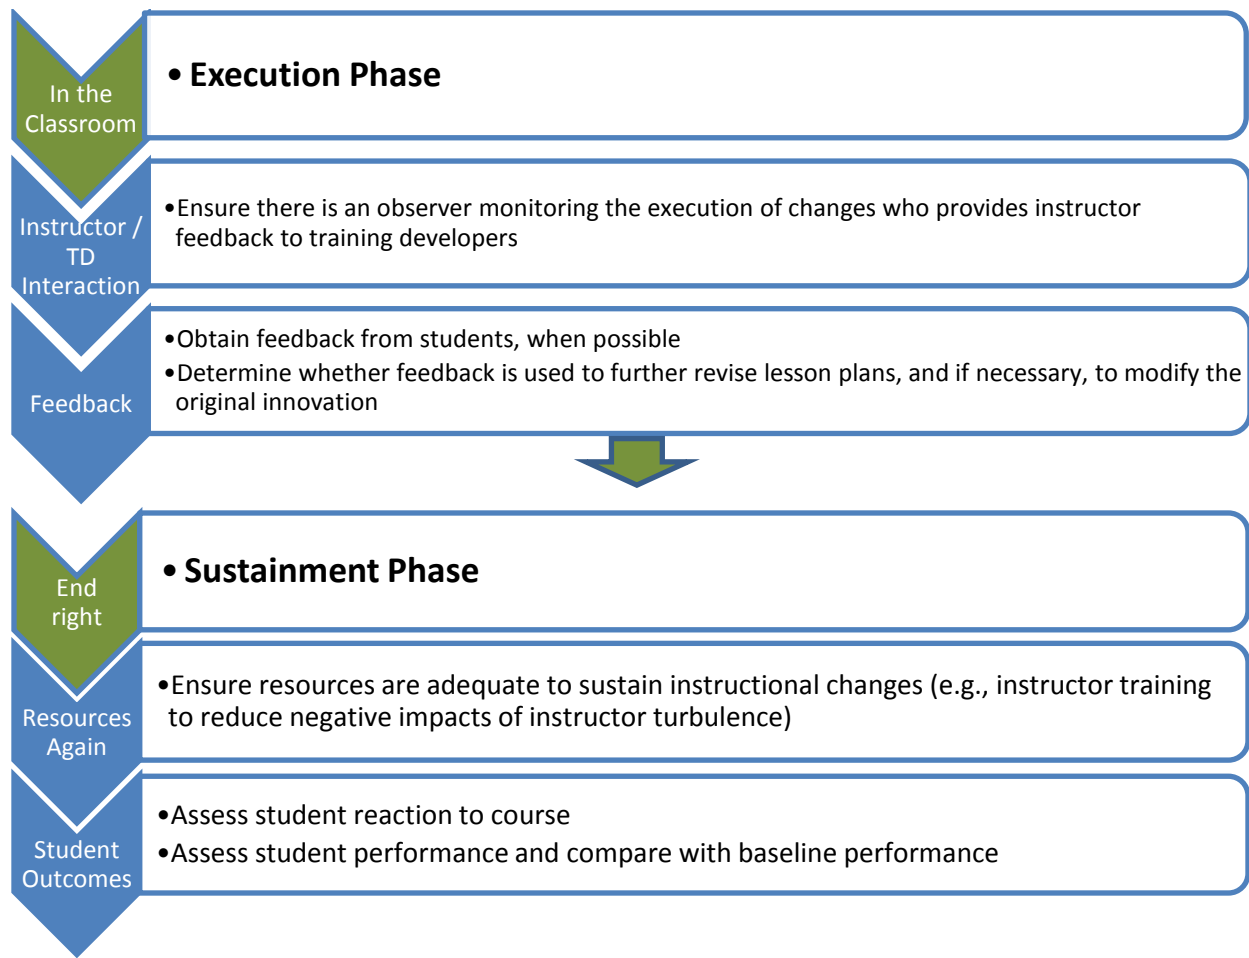 In the
Classroom
• Execution Phase
Instructor /
TD
Interaction
•Ensure there is an observer monitoring the execution of changes who provides instructor
feedback to training developers
Feedback
•Obtain feedback from students, when possible
•Determine whether feedback is used to further revise lesson plans, and if necessary, to modify the
original innovation
End
right
• Sustainment Phase
Resources
Again
•Ensure resources are adequate to sustain instructional changes (e.g., instructor training
to reduce negative impacts of instructor turbulence)
Student
Outcomes
•Assess student reaction to course
•Assess student performance and compare with baseline performance